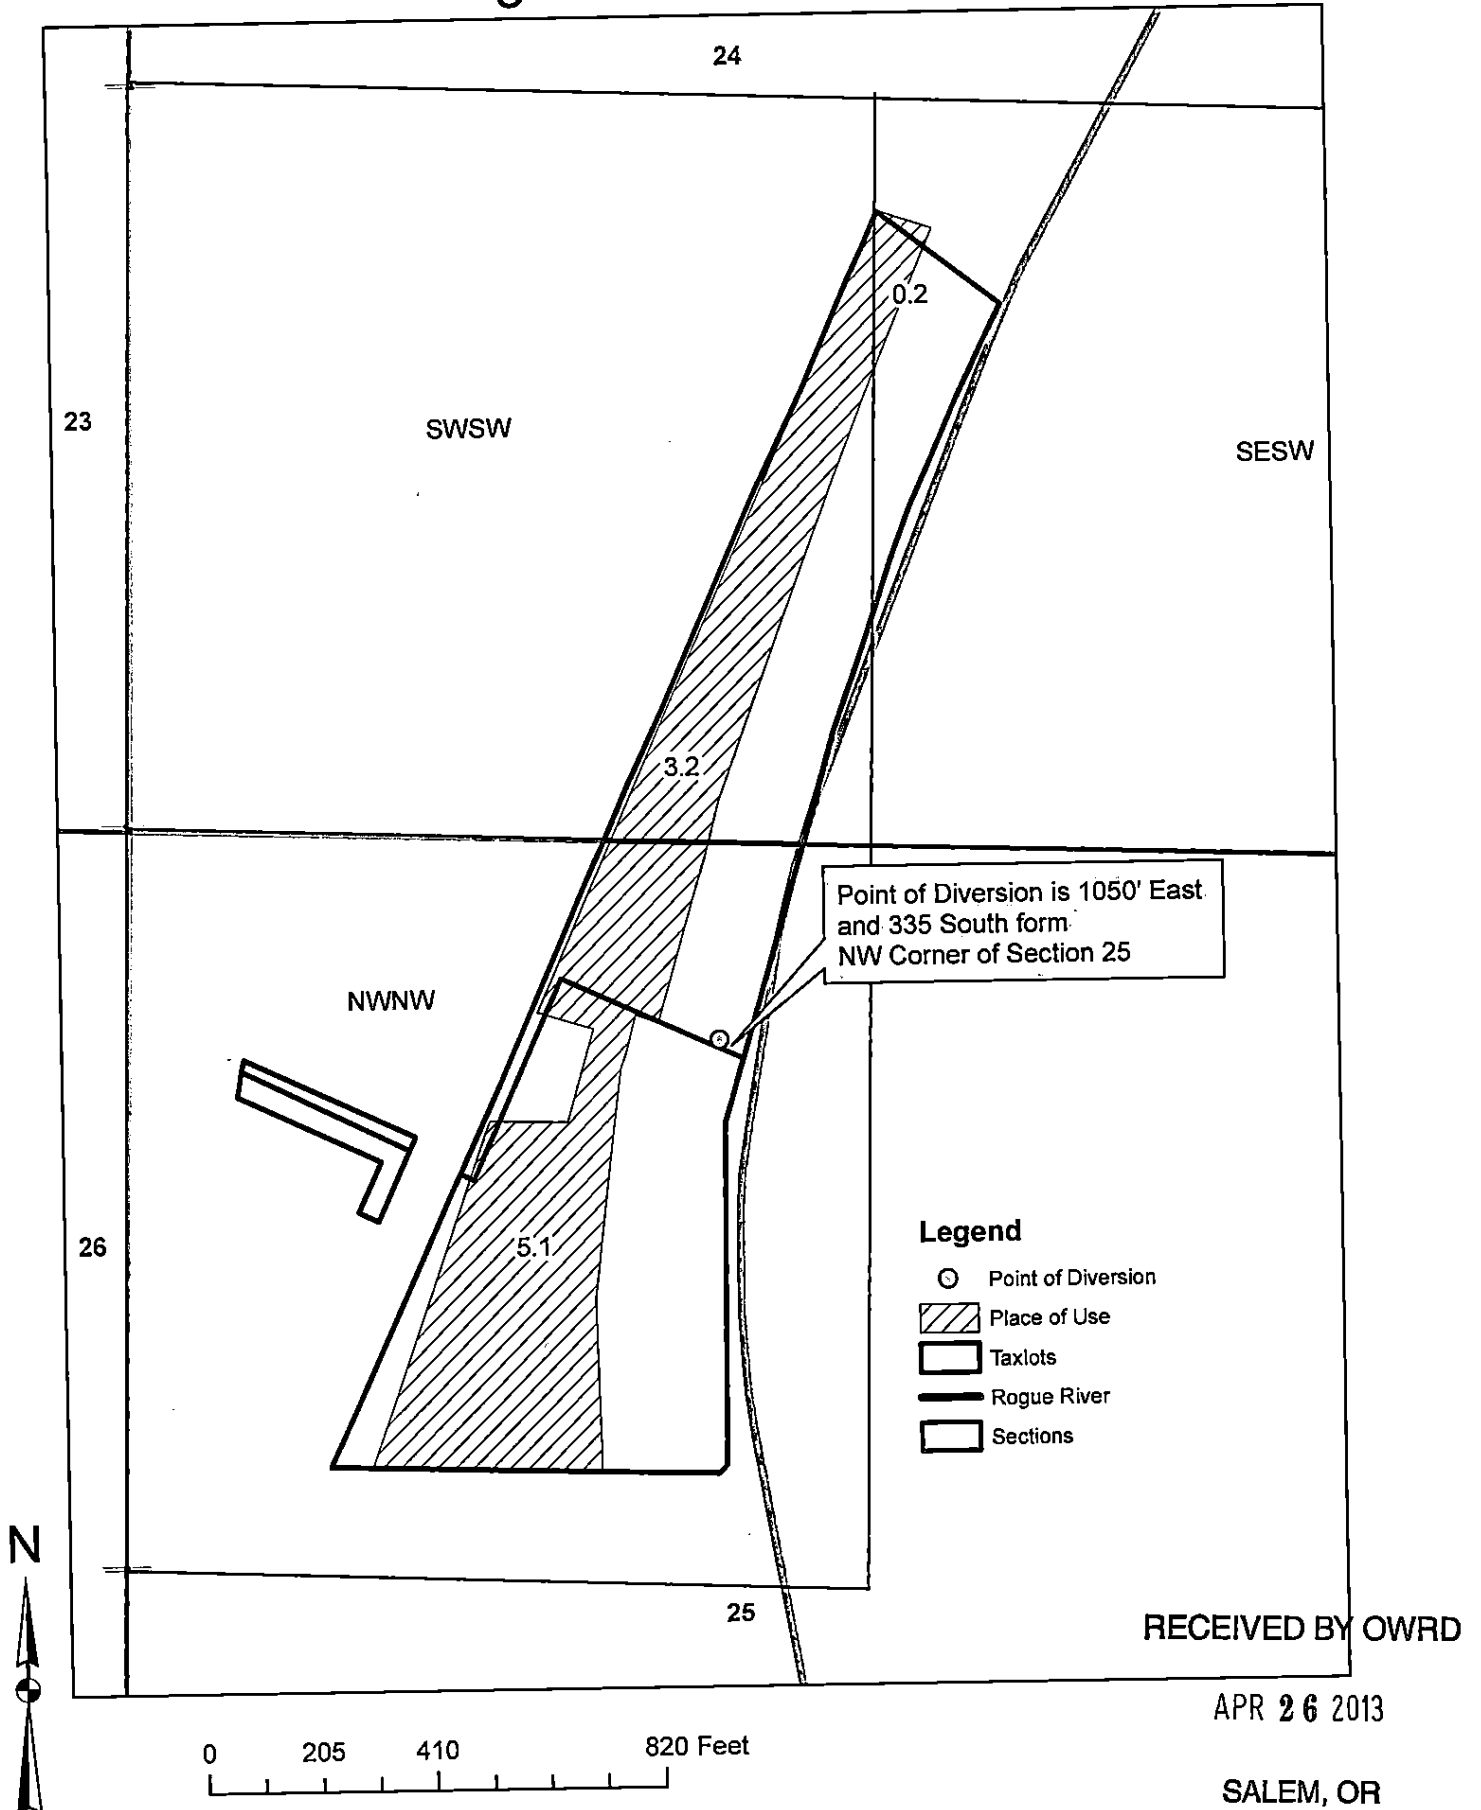 24
0.2
23
SWSW
SESW
3.2
Point of Diversion is 1050' East
and 335 South form
NW Corner of Section 25
NWNW
26
5.1
Legend
Point of Diversion
Place of Use
Taxlots
Rogue River
Sections
N
25
RECEIVED BY OWRD
APR 26 2013
0 205 410 820 Feet
SALEM, OR